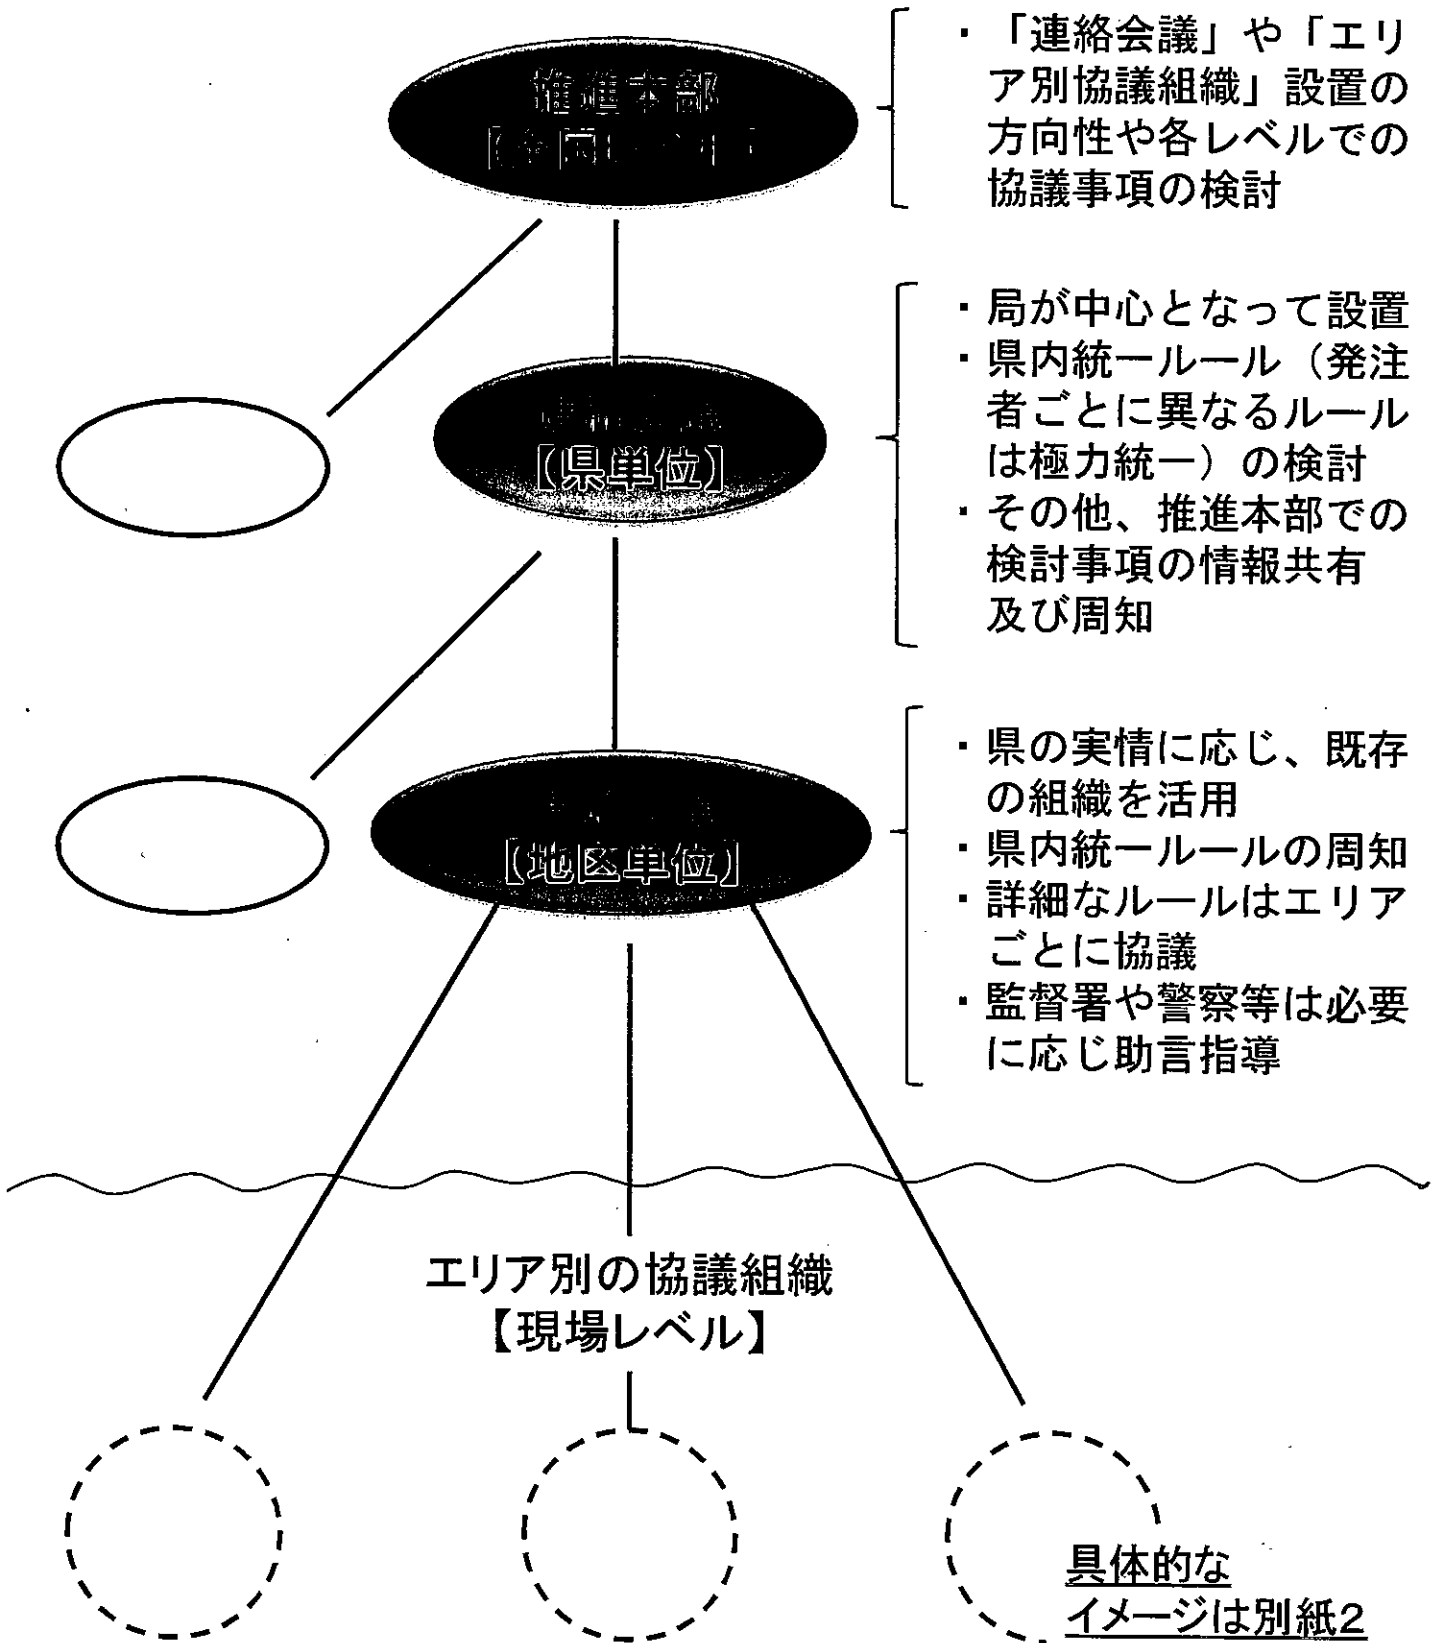 推進本部
・「連絡会議」や「エリ
ア別協議組織」設置の
方向性や各レベルでの
協議事項の検討
【県単位】
・局が中心となって設置
・県内統一ルール（発注
者ごとに異なるルール
は極力統一）の検討
・その他、推進本部での
検討事項の情報共有
及び周知
【地区単位】
・県の実情に応じ、既存
の組織を活用
・県内統一ルールの周知
・詳細なルールはエリア
ごとに協議
・監督署や警察等は必要
に応じ助言指導
エリア別の協議組織
【現場レベル】
具体的な
イメージは別紙2